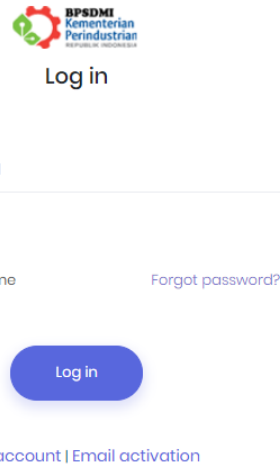 BPSDMI
Kementerian
Perindustrian
REPUBLIK INDONESIA
Log in
me Forgot password?
Log in
account | Email activation